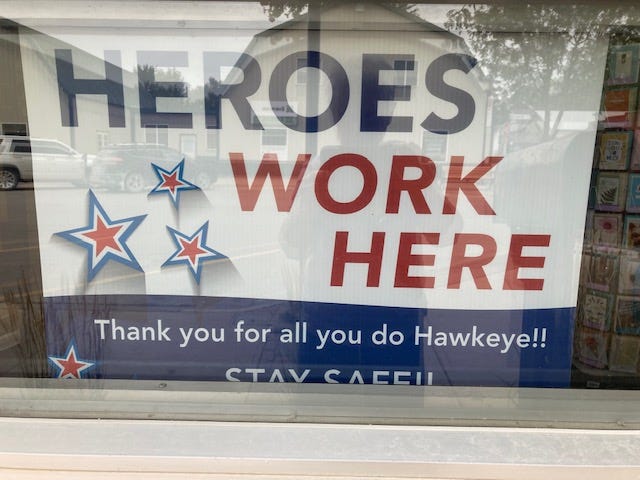 HEROES
WORK
HERE
Thank you for all you do Hawkeye!!
STAY SAFE!!